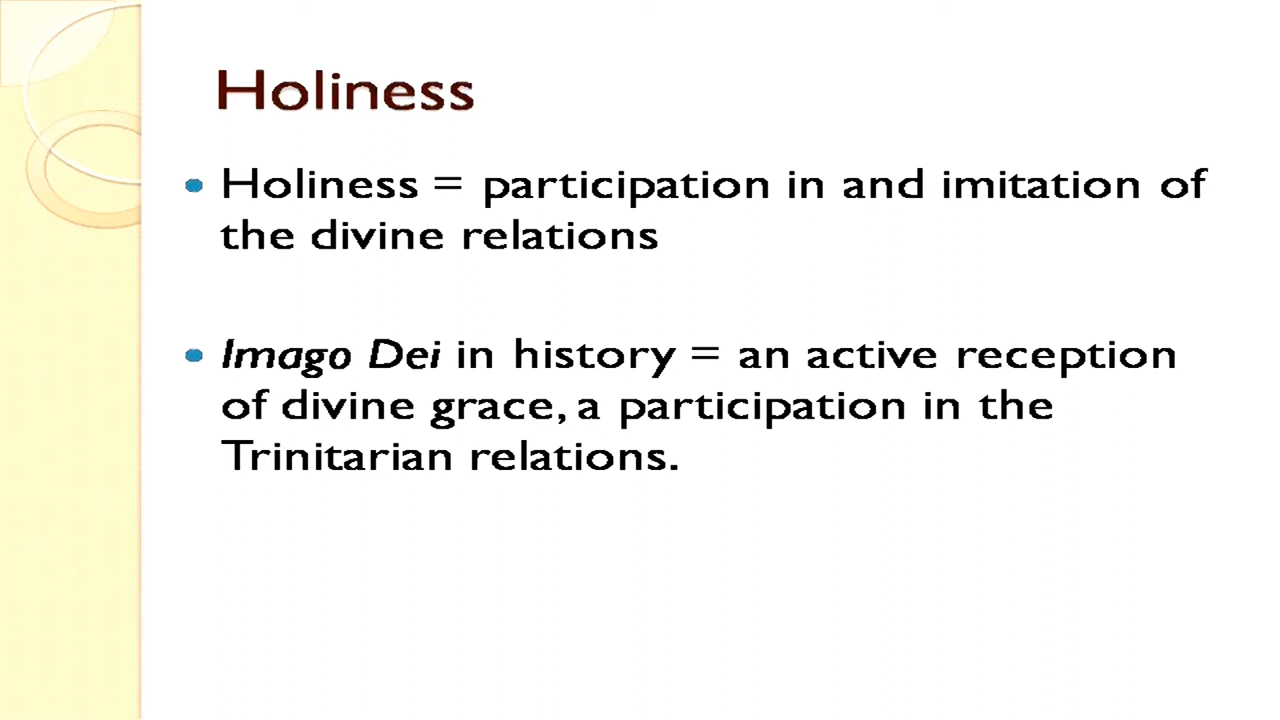 Holiness
• Holiness = participation in and imitation of
the divine relations
• Imago Dei in history = an active reception
of divine grace, a participation in the
Trinitarian relations.